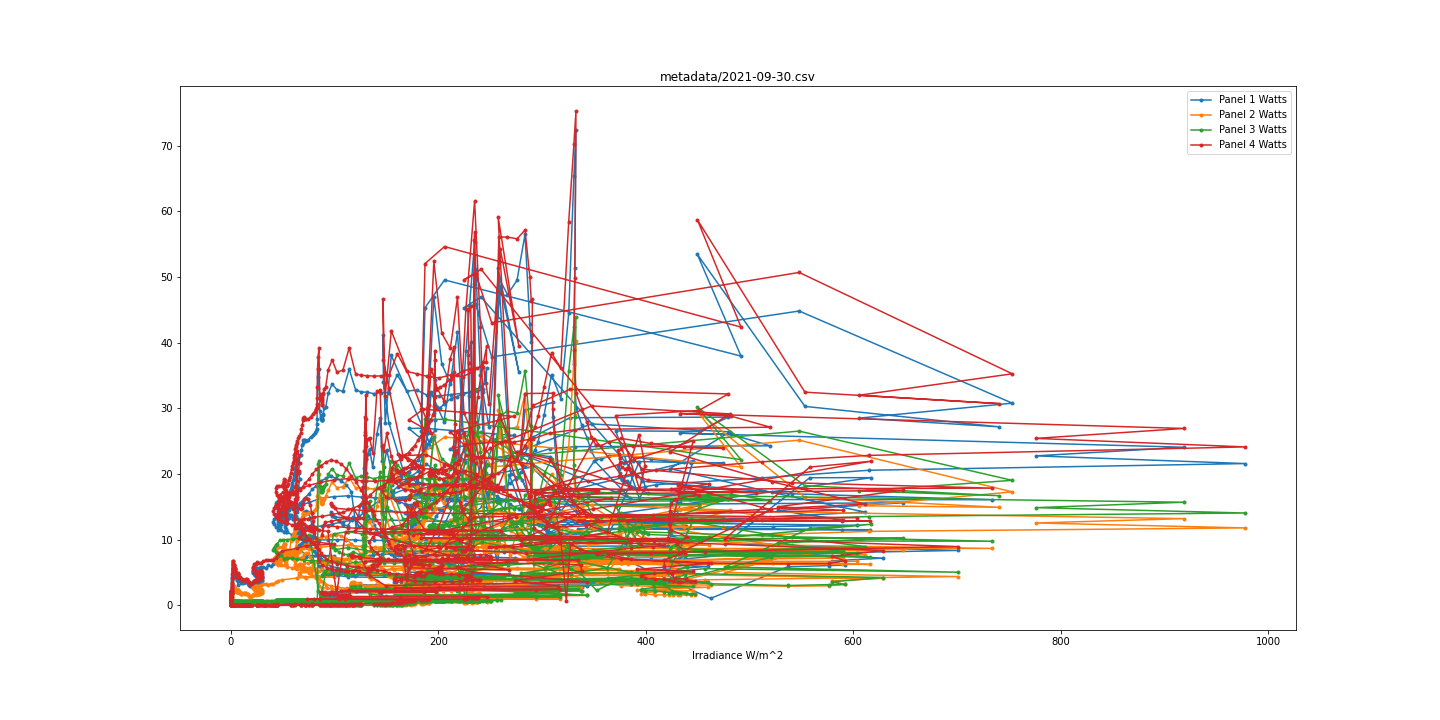 metadata/2021-09-30.csv
Panel 1 Watts
Panel 2 Watts
Panel 3 Watts
Panel 4 Watts
70
60
50
40
30
20
10
0
0 200 400 600 800 1000
Irradiance W/m^2